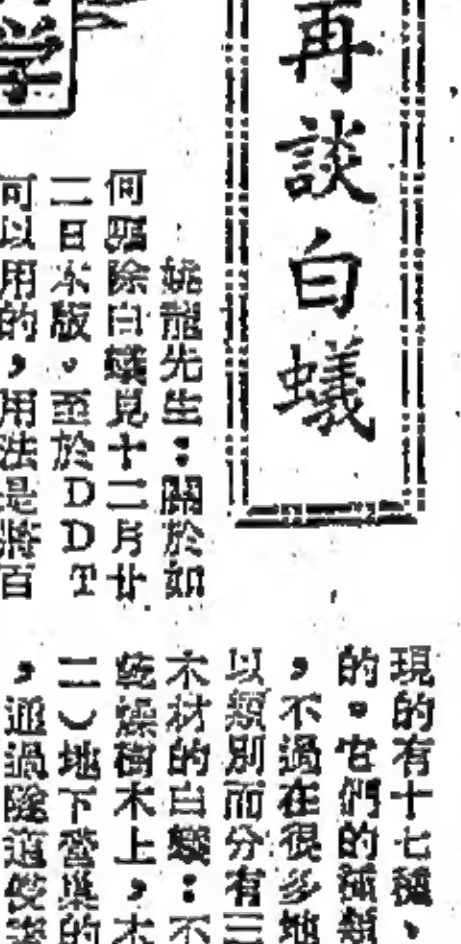 再談白蟻
学
姚龍先生：關於如
何驅除白蟻見十二月廿
二日本版，至於DDT
可以用的，用法是將百
現的有十七種、
的。它們的種類
，不過在很多地
以類別而分有三
木材的白蟻：不
乾燥樹木上，木
二）地下營巢的
，通過隧道侵